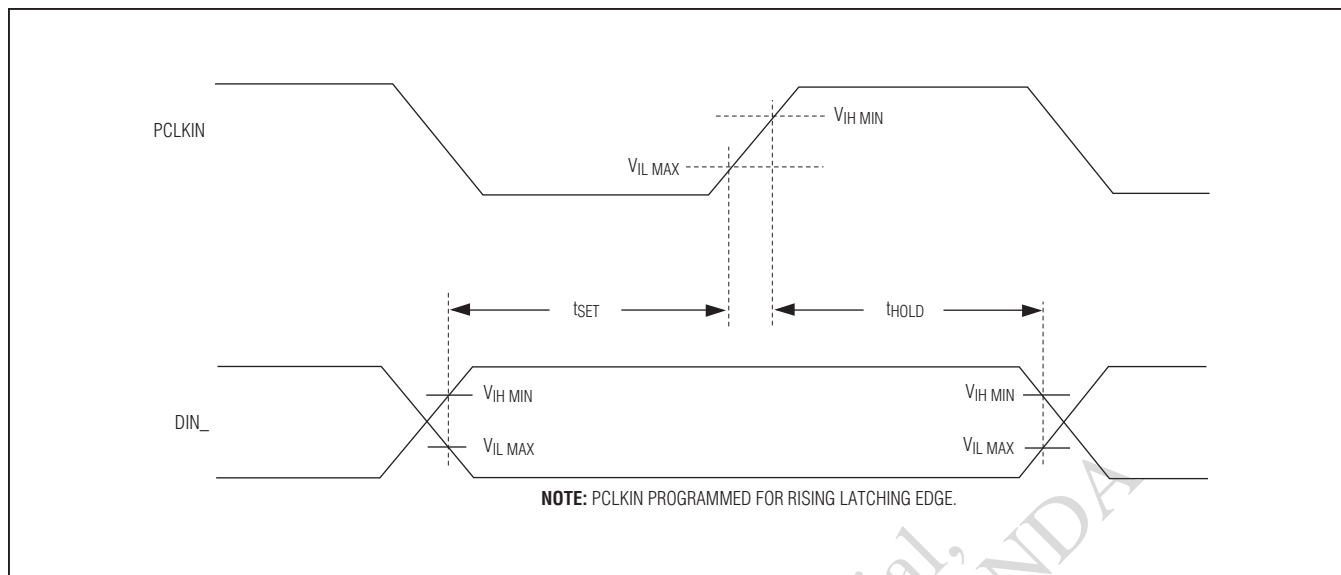 PCLKIN
VIH MIN
VIL MAX
tSET
tHOLD
DIN_
VIH MIN
VIL MAX
VIH MIN
VIL MAX
NOTE: PCLKIN PROGRAMMED FOR RISING LATCHING EDGE.
NDA